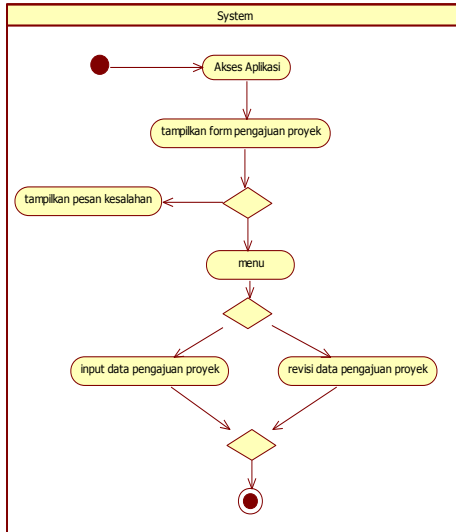 System
Akses Aplikasi
tampilkan form pengajuan proyek
tampilkan pesan kesalahan
menu
input data pengajuan proyek
revisi data pengajuan proyek